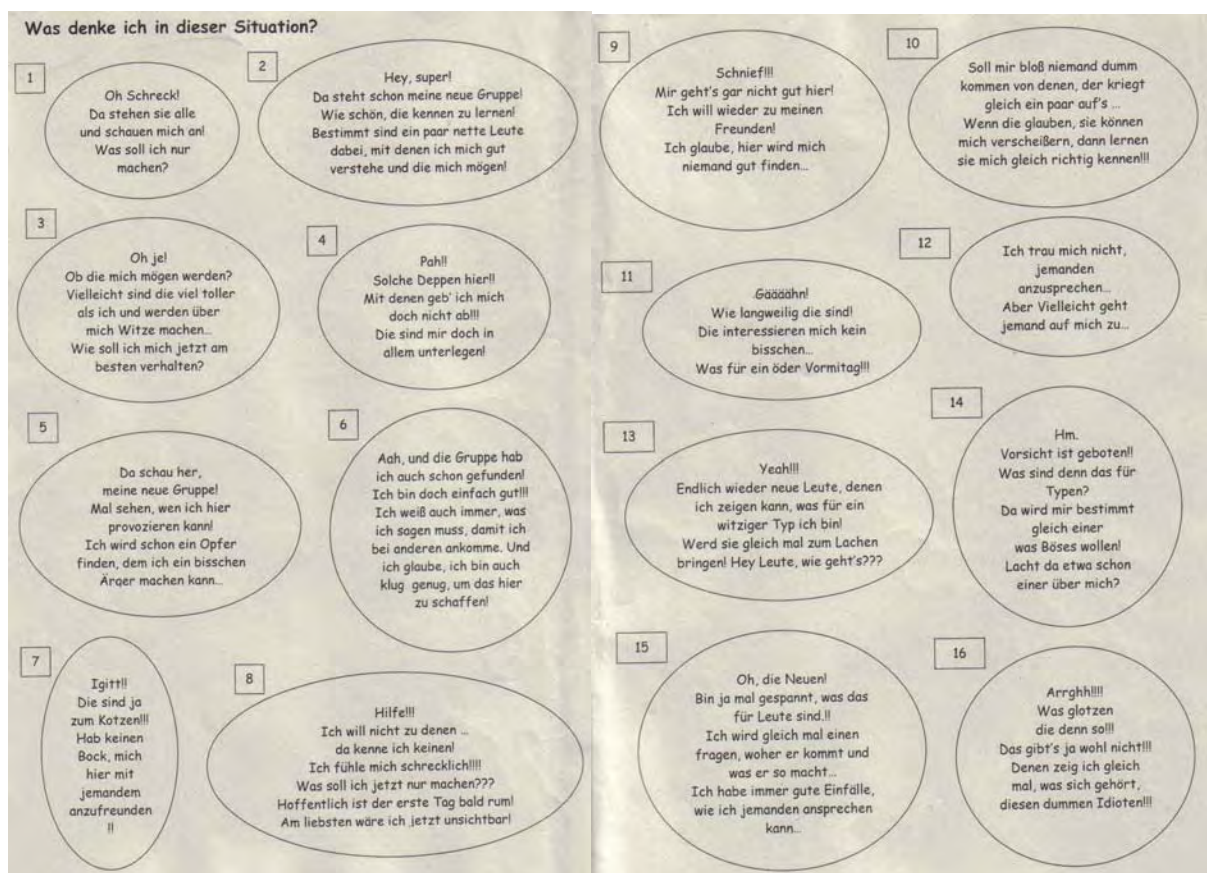 Was denke ich in dieser Situation?
1
Oh Schreck!
Da stehen sie alle
und schauen mich an!
Was soll ich nur
machen?
2
Hey, super!
Da steht schon meine neue Gruppe!
Wie schön, die kennen zu lernen!
Bestimmt sind ein paar nette Leute
dabei, mit denen ich mich gut
verstehe und die mich mögen!
3
Oh je!
Ob die mich mögen werden?
Vielleicht sind die viel toller
als ich und werden über
mich Witze machen...
Wie soll ich mich jetzt am
besten verhalten?
4
Pah!!
Solche Deppen hier!!
Mit denen geb' ich mich
doch nicht ab!!!
Die sind mir doch in
allem unterlegen!
5
Da schau her,
meine neue Gruppe!
Mal sehen, wen ich hier
provozieren kann!
Ich wird schon ein Opfer
finden, dem ich ein bisschen
Ärger machen kann...
6
Aah, und die Gruppe hab
ich auch schon gefunden!
Ich bin doch einfach gut!!!
Ich weiß auch immer, was
ich sagen muss, damit ich
bei anderen ankomme. Und
ich glaube, ich bin auch
klug genug, um das hier
zu schaffen!
7
Igitt!!
Die sind ja
zum Kotzen!!!
Hab keinen
Bock, mich
hier mit
jemandem
anzufreunden
!!
8
Hilfe!!!
Ich will nicht zu denen ...
da kenne ich keinen!
Ich fühle mich schrecklich!!!!
Was soll ich jetzt nur machen???
Hoffentlich ist der erste Tag bald rum!
Am liebsten wäre ich jetzt unsichtbar!
9
Schnief!!!
Mir geht's gar nicht gut hier!
Ich will wieder zu meinen
Freunden!
Ich glaube, hier wird mich
niemand gut finden...
10
Soll mir bloß niemand dumm
kommen von denen, der kriegt
gleich ein paar auf's ...
Wenn die glauben, sie können
mich verscheißern, dann lernen
sie mich gleich richtig kennen!!!
11
Gäääähn!
Wie langweilig die sind!
Die interessieren mich kein
bisschen...
Was für ein öder Vormitag!!!
12
Ich trau mich nicht,
jemanden
anzusprechen...
Aber Vielleicht geht
jemand auf mich zu...
13
Yeah!!!
Endlich wieder neue Leute, denen
ich zeigen kann, was für ein
witziger Typ ich bin!
Werd sie gleich mal zum Lachen
bringen! Hey Leute, wie geht's???
14
Hm.
Vorsicht ist geboten!!
Was sind denn das für
Typen?
Da wird mir bestimmt
gleich einer
was Böses wollen!
Lacht da etwa schon
einer über mich?
15
Oh, die Neuen!
Bin ja mal gespannt, was das
für Leute sind.!!
Ich wird gleich mal einen
fragen, woher er kommt und
was er so macht...
Ich habe immer gute Einfälle,
wie ich jemanden ansprechen
kann...
16
Arrghh!!!!
Was glotzen
die denn so!!!
Das gibt's ja wohl nicht!!!
Denen zeig ich gleich
mal, was sich gehört,
diesen dummen Idioten!!!